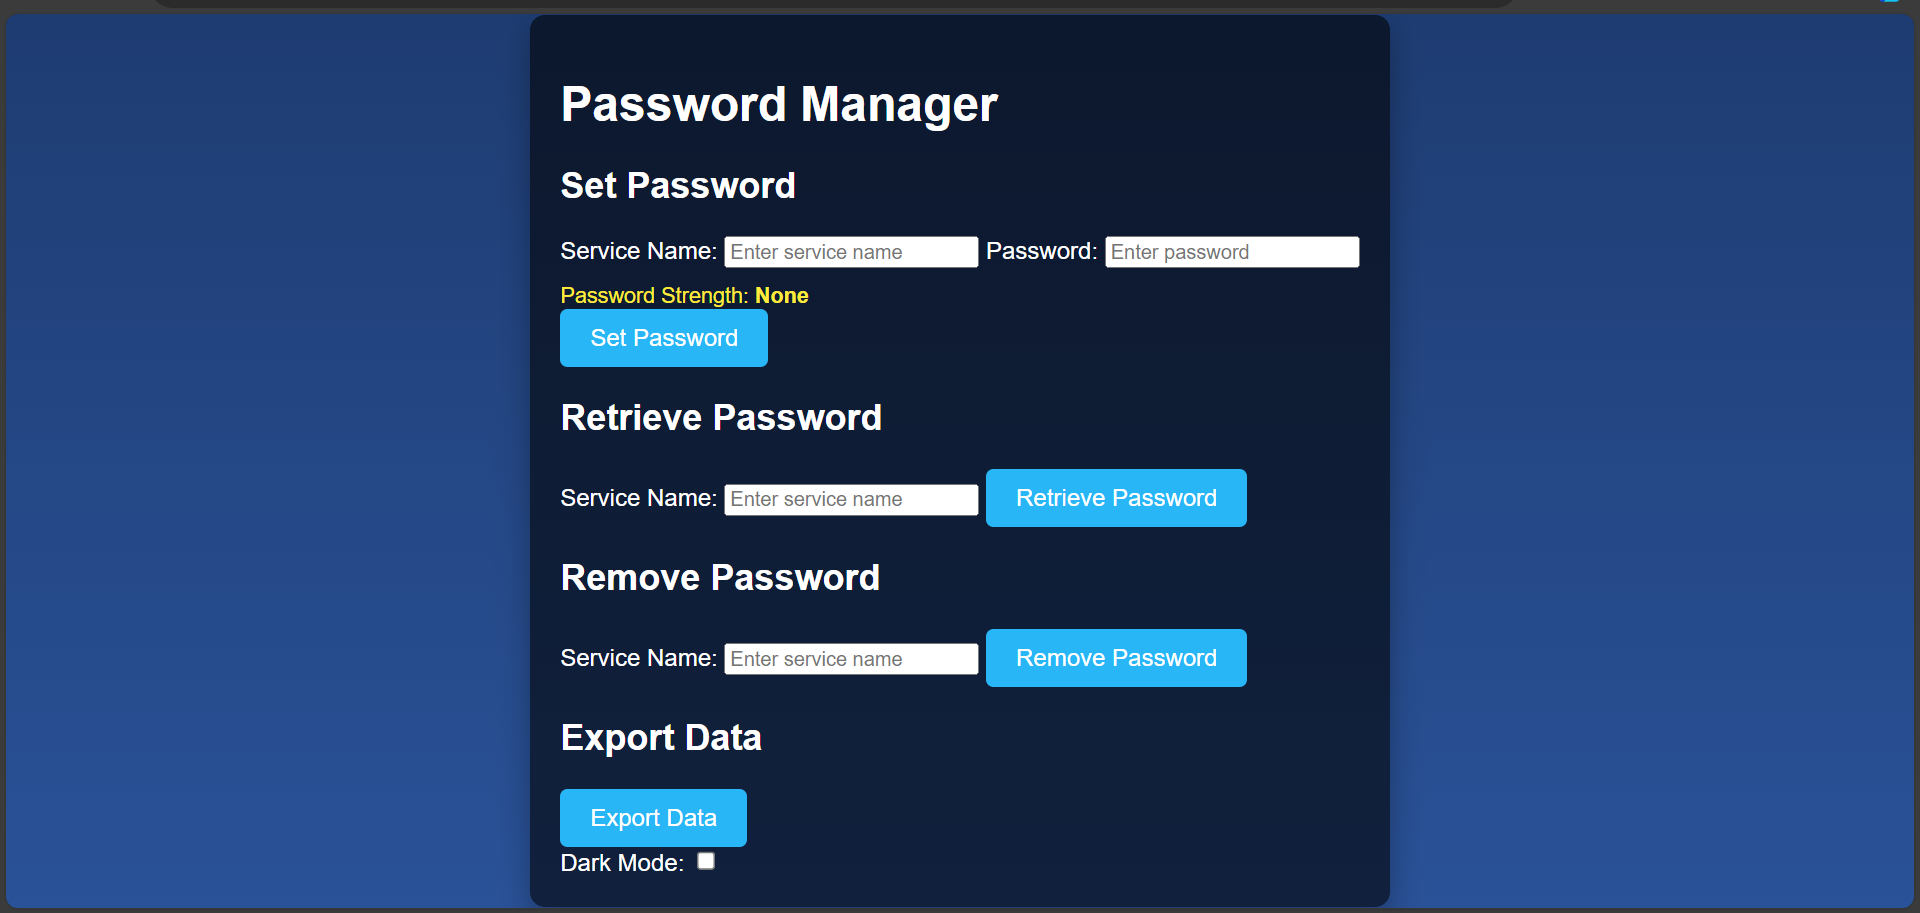 Password Manager
Set Password
Service Name: Enter service name Password: Enter password
Password Strength: None
Set Password
Retrieve Password
Service Name: Enter service name Retrieve Password
Remove Password
Service Name: Enter service name Remove Password
Export Data
Export Data
Dark Mode: